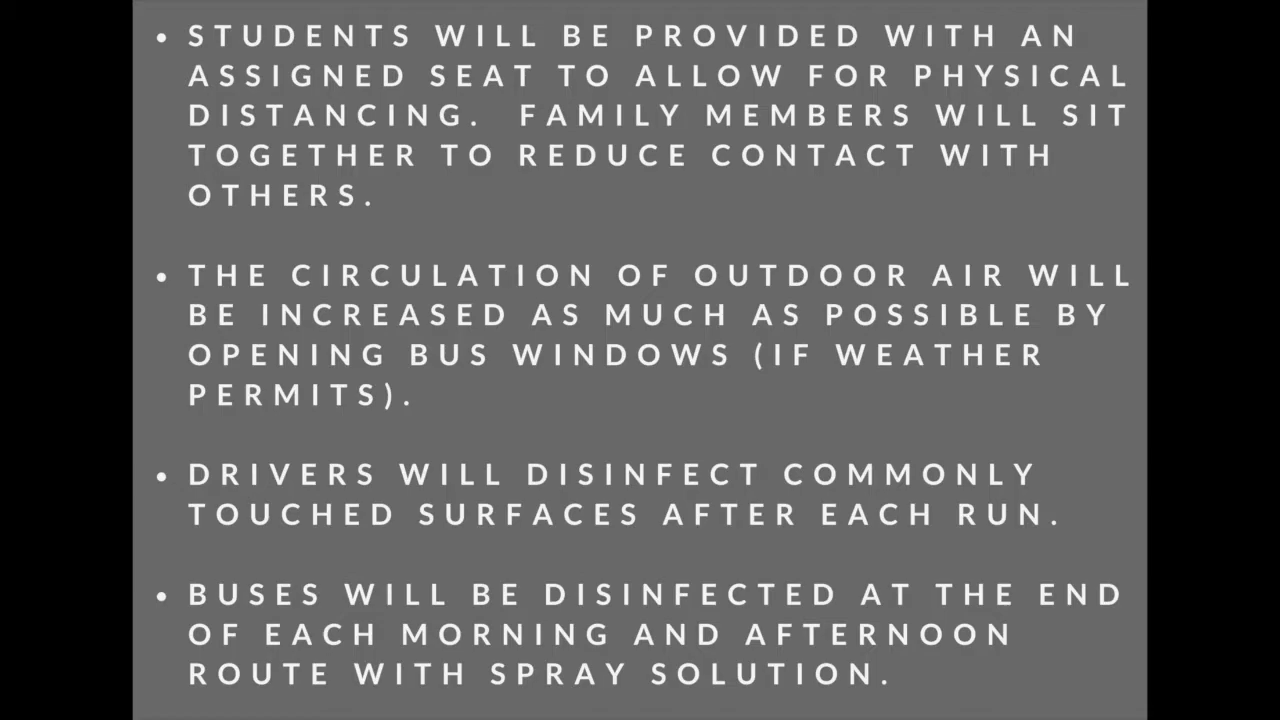 • STUDENTS WILL BE PROVIDED WITH AN
ASSIGNED SEAT TO ALLOW FOR PHYSICAL
DISTANCING. FAMILY MEMBERS WILL SIT
TOGETHER TO REDUCE CONTACT WITH
OTHERS.
• THE CIRCULATION OF OUTDOOR AIR WILL
BE INCREASED AS MUCH AS POSSIBLE BY
OPENING BUS WINDOWS (IF WEATHER
PERMITS).
• DRIVERS WILL DISINFECT COMMONLY
TOUCHED SURFACES AFTER EACH RUN.
• BUSES WILL BE DISINFECTED AT THE END
OF EACH MORNING AND AFTERNOON
ROUTE WITH SPRAY SOLUTION.